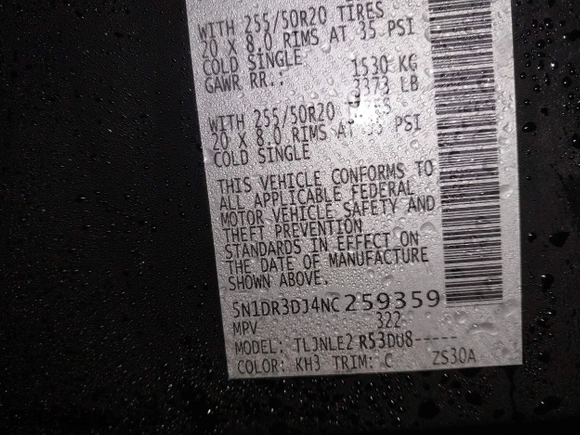 WITH 255/50R20 TIRES
20 X 8.0 RIMS AT 35 PSI
COLD SINGLE
GAWR RR.: 1530 KG
3373 LB
WITH 255/50R20 TIRES
20 X 8.0 RIMS AT 35 PSI
COLD SINGLE
THIS VEHICLE CONFORMS TO
ALL APPLICABLE FEDERAL
MOTOR VEHICLE SAFETY AND
THEFT PREVENTION
STANDARDS IN EFFECT ON
THE DATE OF MANUFACTURE
SHOWN ABOVE.
5N1DR3DJ4NC259359
MPV 322
MODEL: TLJNLE2 R53DU8-----
COLOR: KH3 TRIM: C ZS30A